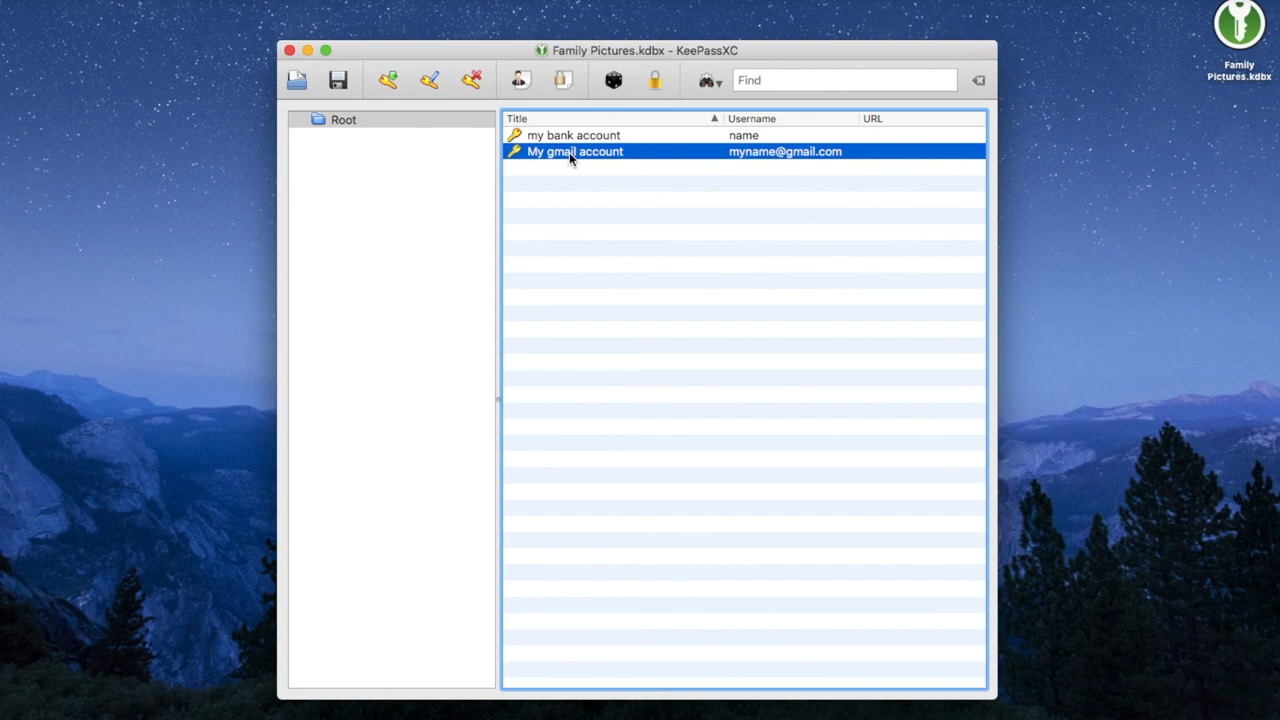 Family Pictures.kdbx - KeePassXC
Find
Family
Pictures.kdbx
Root
Title Username URL
my bank account name
My gmail account myname@gmail.com